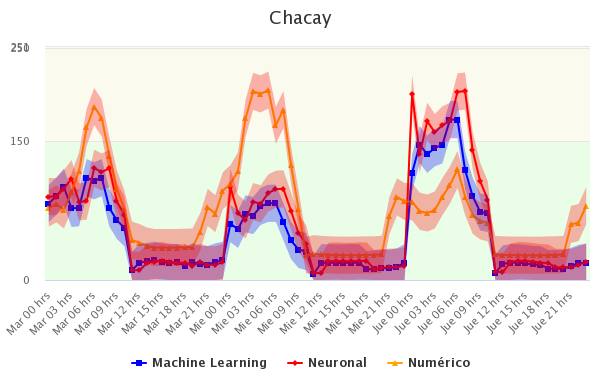 Chacay
250
150
0
Mar 00 hrs
Mar 03 hrs
Mar 06 hrs
Mar 09 hrs
Mar 12 hrs
Mar 15 hrs
Mar 18 hrs
Mar 21 hrs
Mie 00 hrs
Mie 03 hrs
Mie 06 hrs
Mie 09 hrs
Mie 12 hrs
Mie 15 hrs
Mie 18 hrs
Mie 21 hrs
Jue 00 hrs
Jue 03 hrs
Jue 06 hrs
Jue 09 hrs
Jue 12 hrs
Jue 15 hrs
Jue 18 hrs
Jue 21 hrs
Machine Learning Neuronal Numérico